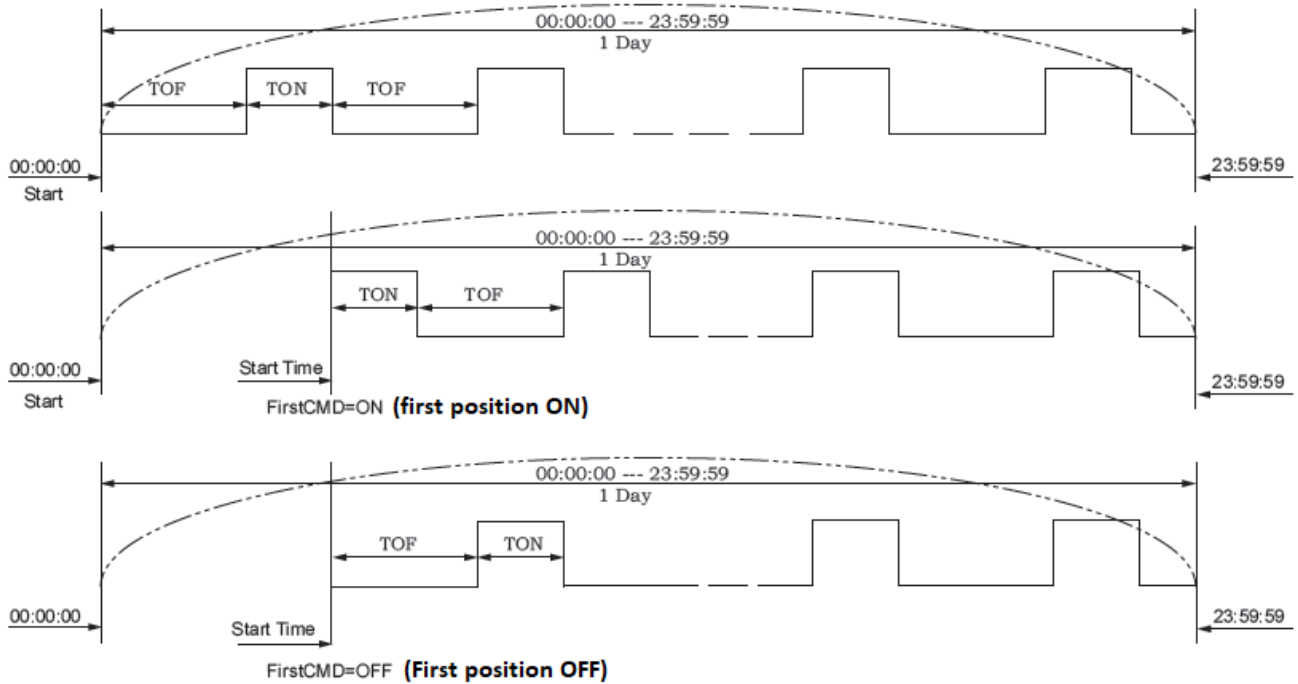 00:00:00 --- 23:59:59
1 Day
TOF TON TOF
00:00:00
Start
23:59:59
00:00:00 --- 23:59:59
1 Day
TON TOF
00:00:00
Start
Start Time
23:59:59
FirstCMD=ON (first position ON)
00:00:00 --- 23:59:59
1 Day
TOF TON
00:00:00
Start Time
23:59:59
FirstCMD=OFF (First position OFF)